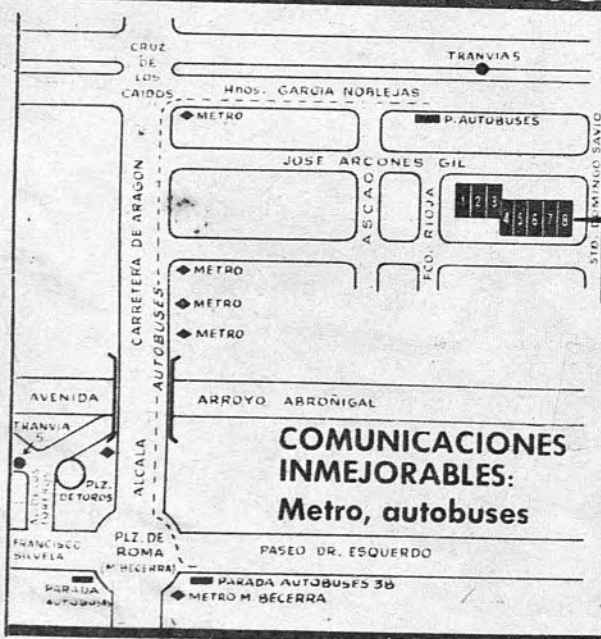 CRUZ
DE
LOS
CAIDOS
TRANVIA 5
Hnos. GARCIA NOBLEJAS
METRO
P. AUTOBUSES
JOSE ARCONES GIL
STO. DOMINGO SAVIO
CARRETERA DE ARAGON
ASCAO
FCO. RIOJA
1 2 3
4 5 6 7 8
METRO
METRO
METRO
AUTOBUSES
AVENIDA
ARROYO ABROÑIGAL
TRANVIA
5
ALCALA
PLZ.
DE TOROS
COMUNICACIONES
INMEJORABLES:
Metro, autobuses
FRANCISCO
SILVELA
PLZ. DE
ROMA
(M. BECERRA)
PASEO DR. ESQUERDO
PARADA
AUTOBUS
PARADA AUTOBUSES 38
METRO M. BECERRA